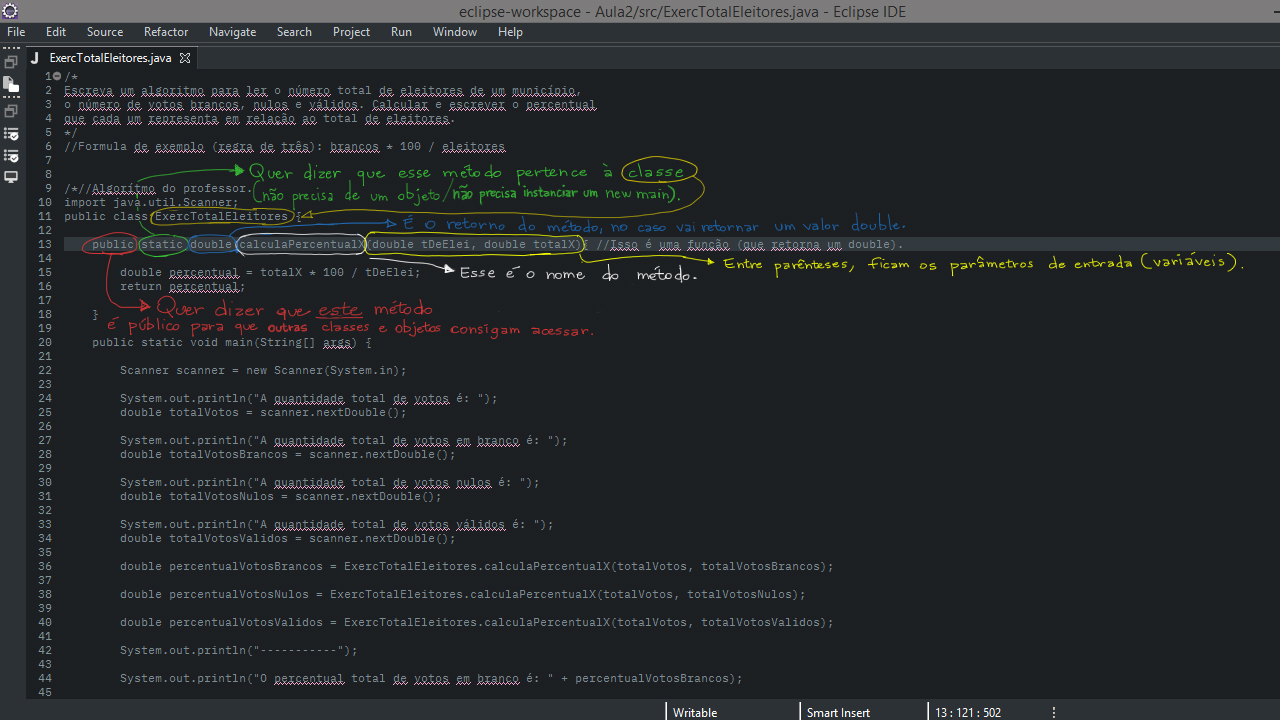 eclipse-workspace - Aula2/src/ExercTotalEleitores.java - Eclipse IDE
File Edit Source Refactor Navigate Search Project Run Window Help
ExercTotalEleitores.java
1 /*
2 Escreva um algoritmo para ler o número total de eleitores de um município,
3 o número de votos brancos, nulos e válidos. Calcular e escrever o percentual
4 que cada um representa em relação ao total de eleitores.
5 */
6 //Formula de exemplo (regra de três): brancos * 100 / eleitores
7
8 Quer dizer que esse método pertence à classe
9 /*//Algoritmo do professor. (não precisa de um objeto/não precisa instanciar um new main).
10 import java.util.Scanner;
11 public class ExercTotalEleitores {
12 É o retorno do método, no caso vai retornar um valor double.
13 public static double calculaPercentualX(double tDeElei, double totalX){ //Isso é uma função (que retorna um double).
14 Entre parênteses, ficam os parâmetros de entrada (variáveis).
15 double percentual = totalX * 100 / tDeElei; Esse é o nome do método.
16 return percentual;
17 Quer dizer que este método
18 }
19 é público para que outras classes e objetos consigam acessar.
20 public static void main(String[] args) {
21
22 Scanner scanner = new Scanner(System.in);
23
24 System.out.println("A quantidade total de votos é: ");
25 double totalVotos = scanner.nextDouble();
26
27 System.out.println("A quantidade total de votos em branco é: ");
28 double totalVotosBrancos = scanner.nextDouble();
29
30 System.out.println("A quantidade total de votos nulos é: ");
31 double totalVotosNulos = scanner.nextDouble();
32
33 System.out.println("A quantidade total de votos válidos é: ");
34 double totalVotosValidos = scanner.nextDouble();
35
36 double percentualVotosBrancos = ExercTotalEleitores.calculaPercentualX(totalVotos, totalVotosBrancos);
37
38 double percentualVotosNulos = ExercTotalEleitores.calculaPercentualX(totalVotos, totalVotosNulos);
39
40 double percentualVotosValidos = ExercTotalEleitores.calculaPercentualX(totalVotos, totalVotosValidos);
41
42 System.out.println("-----------");
43
44 System.out.println("O percentual total de votos em branco é: " + percentualVotosBrancos);
45
Writable Smart Insert 13 : 121 : 502